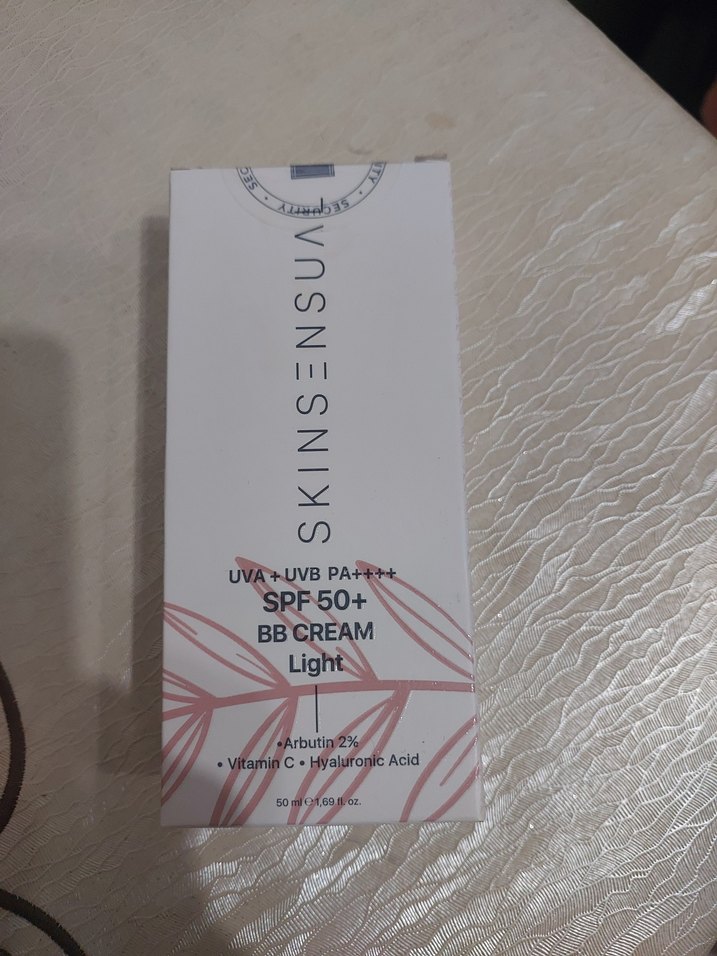 SECURITY • SEC
SKINSENSUAL
UVA + UVB PA++++
SPF 50+
BB CREAM
Light
•Arbutin 2%
• Vitamin C • Hyaluronic Acid
50 ml ℮ 1,69 fl. oz.